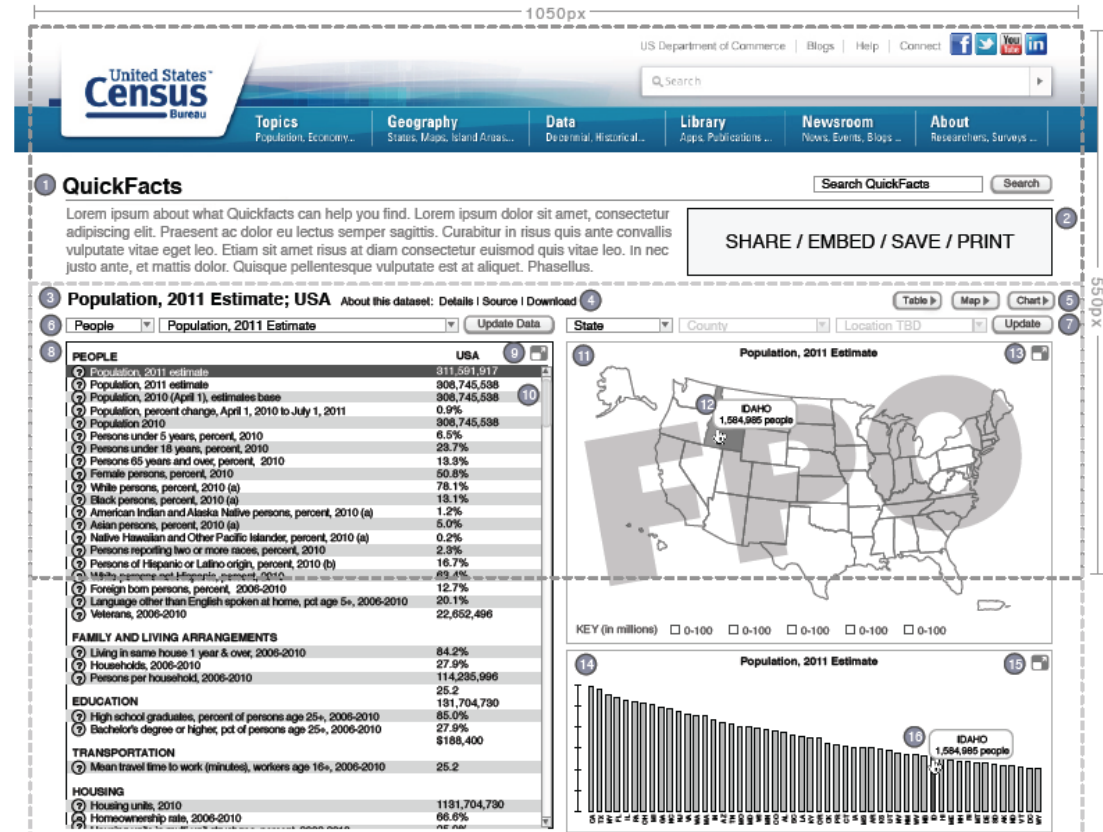 1050px
US Department of Commerce | Blogs | Help | Connect
You Tube
United States™
Census
Bureau
Search
Topics
Population, Economy...
Geography
States, Maps, Island Areas...
Data
Decennial, Historical...
Library
Apps, Publications ...
Newsroom
News, Events, Blogs ...
About
Researchers, Surveys ...
550px
1 QuickFacts
Search QuickFacts Search
Lorem ipsum about what Quickfacts can help you find. Lorem ipsum dolor sit amet, consectetur
adipiscing elit. Praesent ac dolor eu lectus semper sagittis. Curabitur in risus quis ante convallis
vulputate vitae eget leo. Etiam sit amet risus at diam consectetur euismod quis vitae leo. In nec
justo ante, et mattis dolor. Quisque pellentesque vulputate est at aliquet. Phasellus.
SHARE / EMBED / SAVE / PRINT 2
3 Population, 2011 Estimate; USA About this dataset: Details | Source | Download 4
Table Map Chart 5
6 People Population, 2011 Estimate Update Data
State County Location TBD Update 7
8 PEOPLE USA 9
? Population, 2011 estimate 311,591,917
? Population, 2011 estimate 308,745,538
? Population, 2010 (April 1), estimates base 308,745,538 10
? Population, percent change, April 1, 2010 to July 1, 2011 0.9%
? Population 2010 308,745,538
? Persons under 5 years, percent, 2010 6.5%
? Persons under 18 years, percent, 2010 23.7%
? Persons 65 years and over, percent, 2010 13.3%
? Female persons, percent, 2010 50.8%
? White persons, percent, 2010 (a) 78.1%
? Black persons, percent, 2010 (a) 13.1%
? American Indian and Alaska Native persons, percent, 2010 (a) 1.2%
? Asian persons, percent, 2010 (a) 5.0%
? Native Hawaiian and Other Pacific Islander, percent, 2010 (a) 0.2%
? Persons reporting two or more races, percent, 2010 2.3%
? Persons of Hispanic or Latino origin, percent, 2010 (b) 16.7%
? White persons not Hispanic, percent, 2010 63.4%
? Foreign born persons, percent, 2006-2010 12.7%
? Language other than English spoken at home, pct age 5+, 2006-2010 20.1%
? Veterans, 2006-2010 22,652,496
FAMILY AND LIVING ARRANGEMENTS
? Living in same house 1 year & over, 2006-2010 84.2%
? Households, 2006-2010 27.9%
? Persons per household, 2006-2010 114,235,996
25.2
EDUCATION 131,704,730
? High school graduates, percent of persons age 25+, 2006-2010 85.0%
? Bachelor's degree or higher, pct of persons age 25+, 2006-2010 27.9%
$188,400
TRANSPORTATION
? Mean travel time to work (minutes), workers age 16+, 2006-2010 25.2
HOUSING
? Housing units, 2010 1131,704,730
? Homeownership rate, 2006-2010 66.6%
11 Population, 2011 Estimate 13
12 IDAHO
1,584,985 people
FPO
KEY (in millions) 0-100 0-100 0-100 0-100 0-100
14 Population, 2011 Estimate 15
16 IDAHO
1,584,985 people